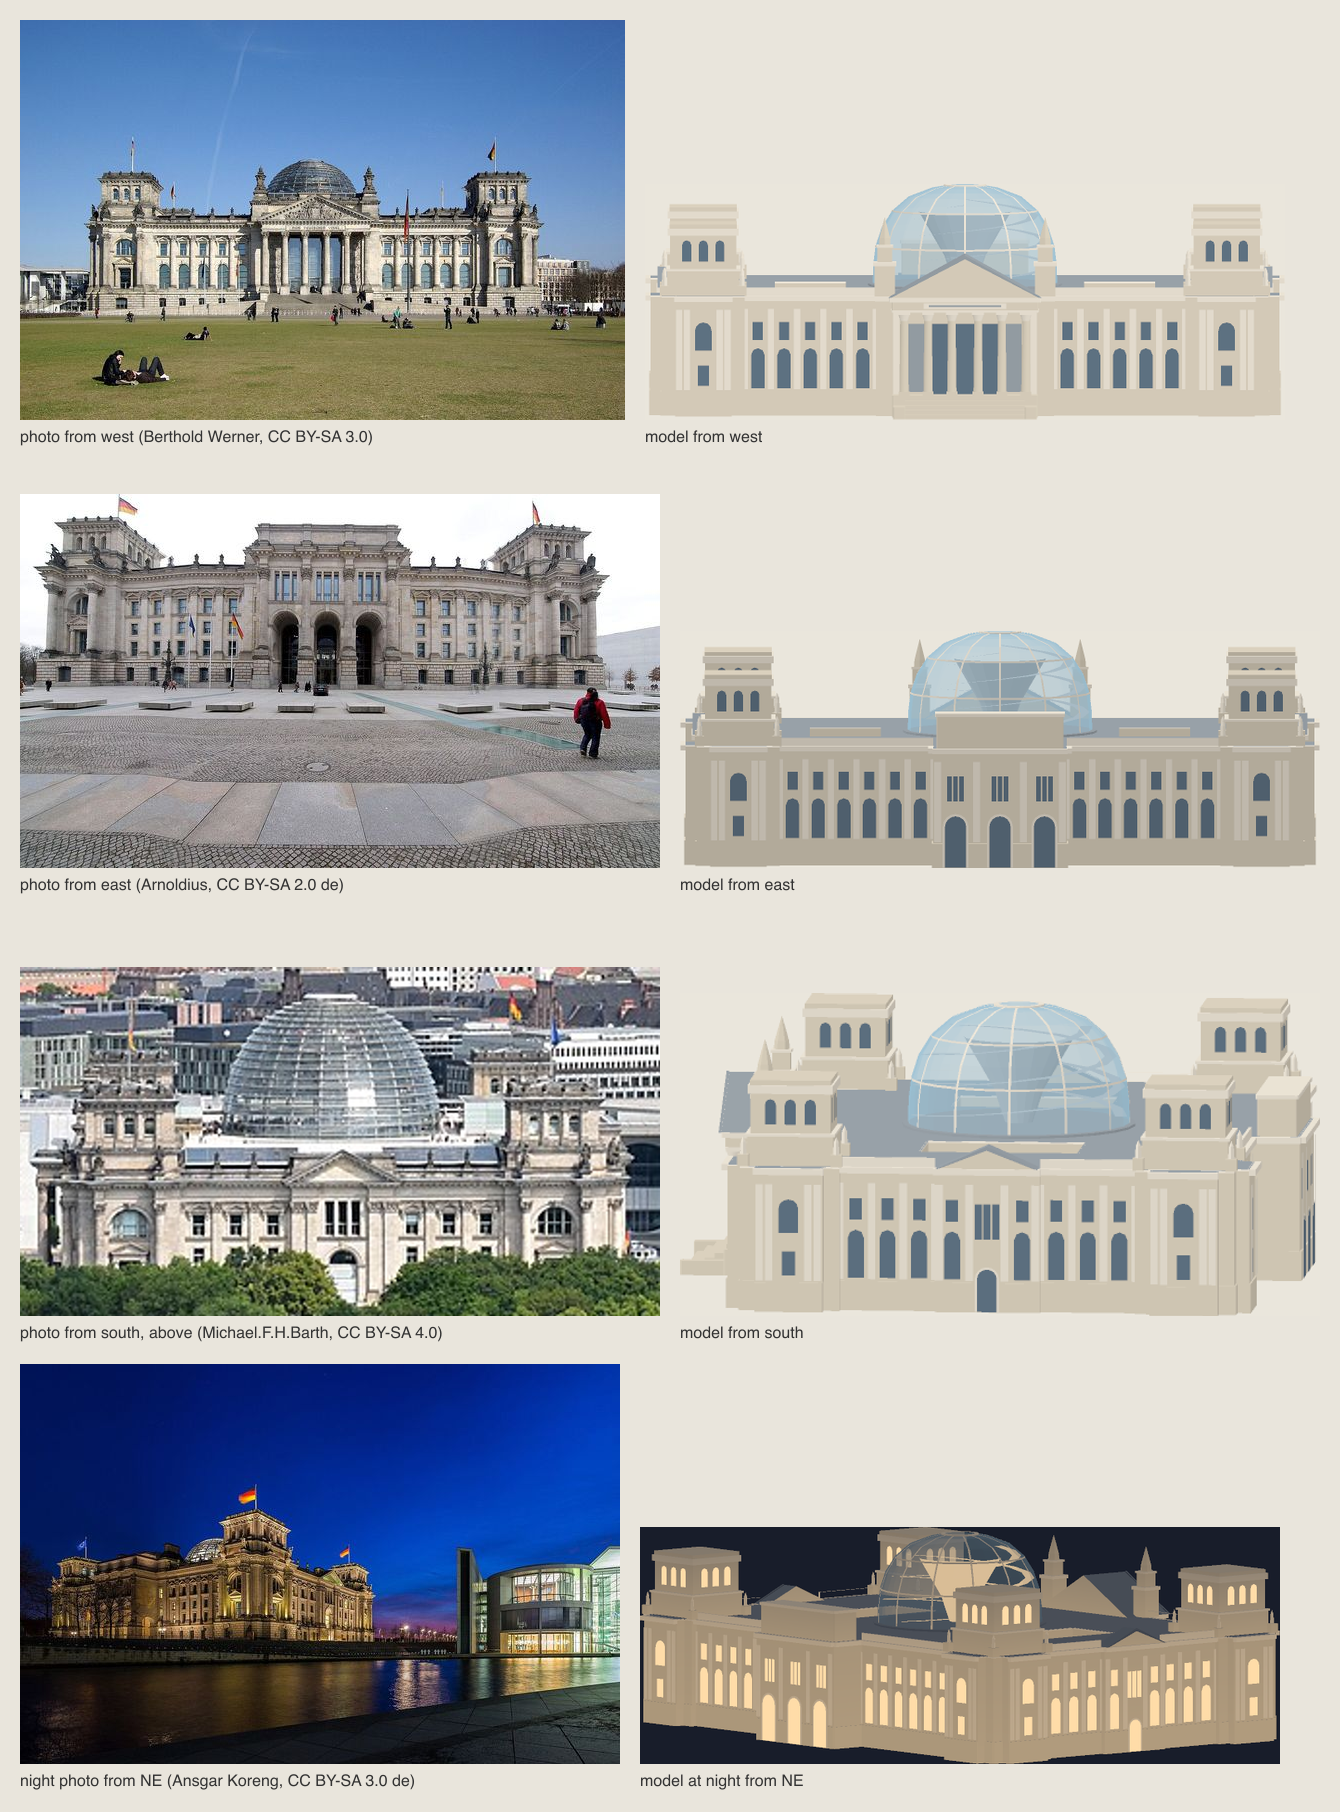 photo from west (Berthold Werner, CC BY-SA 3.0)
model from west
photo from east (Arnoldius, CC BY-SA 2.0 de)
model from east
photo from south, above (Michael.F.H.Barth, CC BY-SA 4.0)
model from south
night photo from NE (Ansgar Koreng, CC BY-SA 3.0 de)
model at night from NE